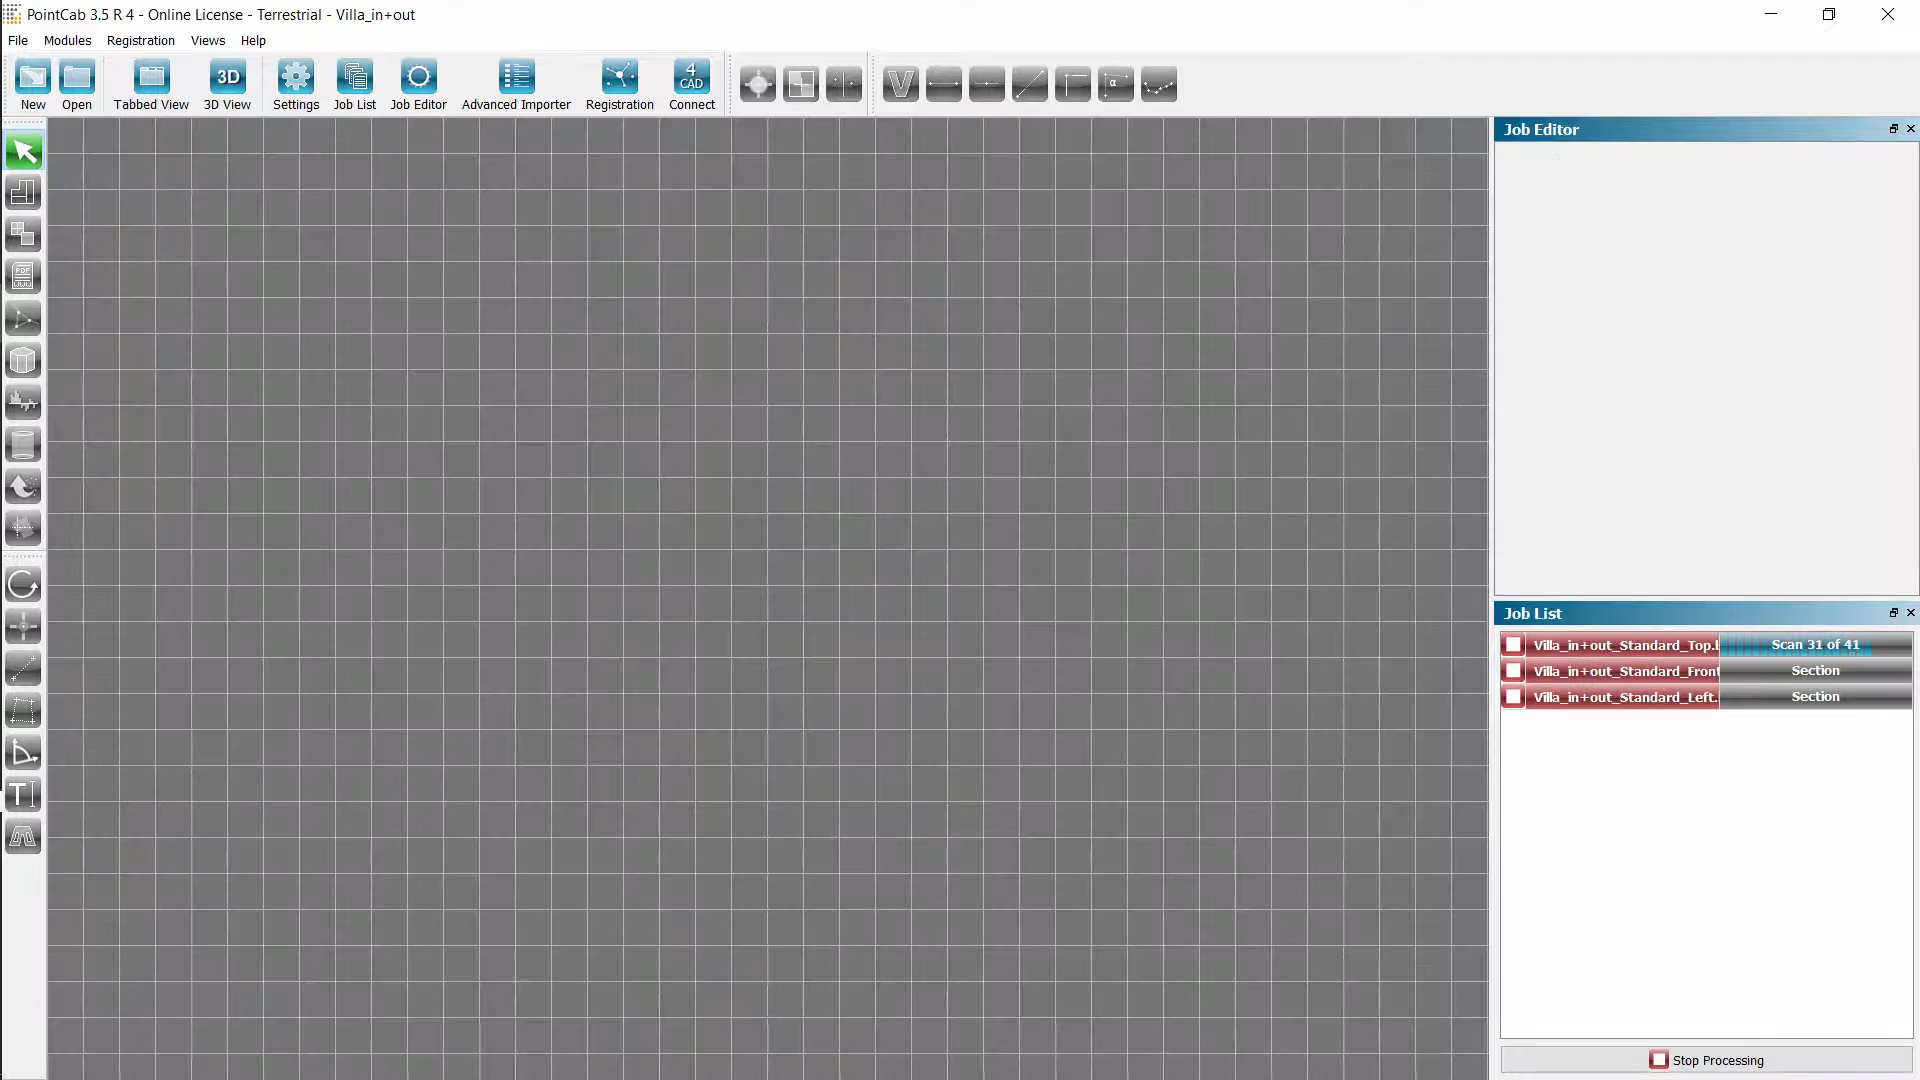 PointCab 3.5 R 4 - Online License - Terrestrial - Villa_in+out
File Modules Registration Views Help
3D
4
CAD
New Open Tabbed View 3D View Settings Job List Job Editor Advanced Importer Registration Connect
V
α
Job Editor
PDF
T
Job List
Villa_in+out_Standard_Top. Scan 31 of 41
Villa_in+out_Standard_Front Section
Villa_in+out_Standard_Left. Section
Stop Processing